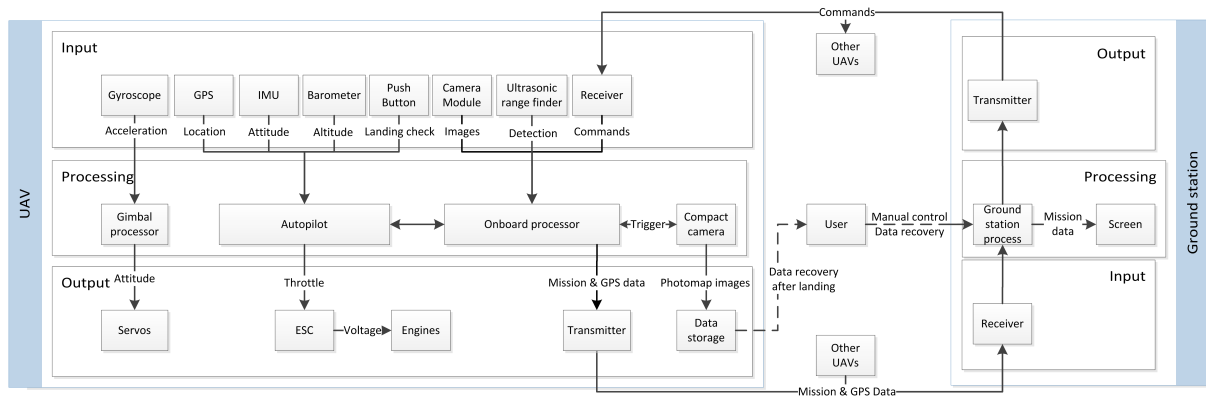 Commands
UAV
Input
Gyroscope
GPS
IMU
Barometer
Push
Button
Camera
Module
Ultrasonic
range finder
Receiver
Acceleration
Location
Attitude
Altitude
Landing check
Images
Detection
Commands
Processing
Gimbal
processor
Autopilot
Onboard processor
Trigger
Compact
camera
Output
Attitude
Throttle
Mission & GPS data
Photomap images
Servos
ESC
Voltage
Engines
Transmitter
Data
storage
Other
UAVs
User
Manual control
Data recovery
Data recovery
after landing
Other
UAVs
Mission & GPS Data
Output
Transmitter
Processing
Ground
station
process
Mission
data
Screen
Input
Receiver
Ground station